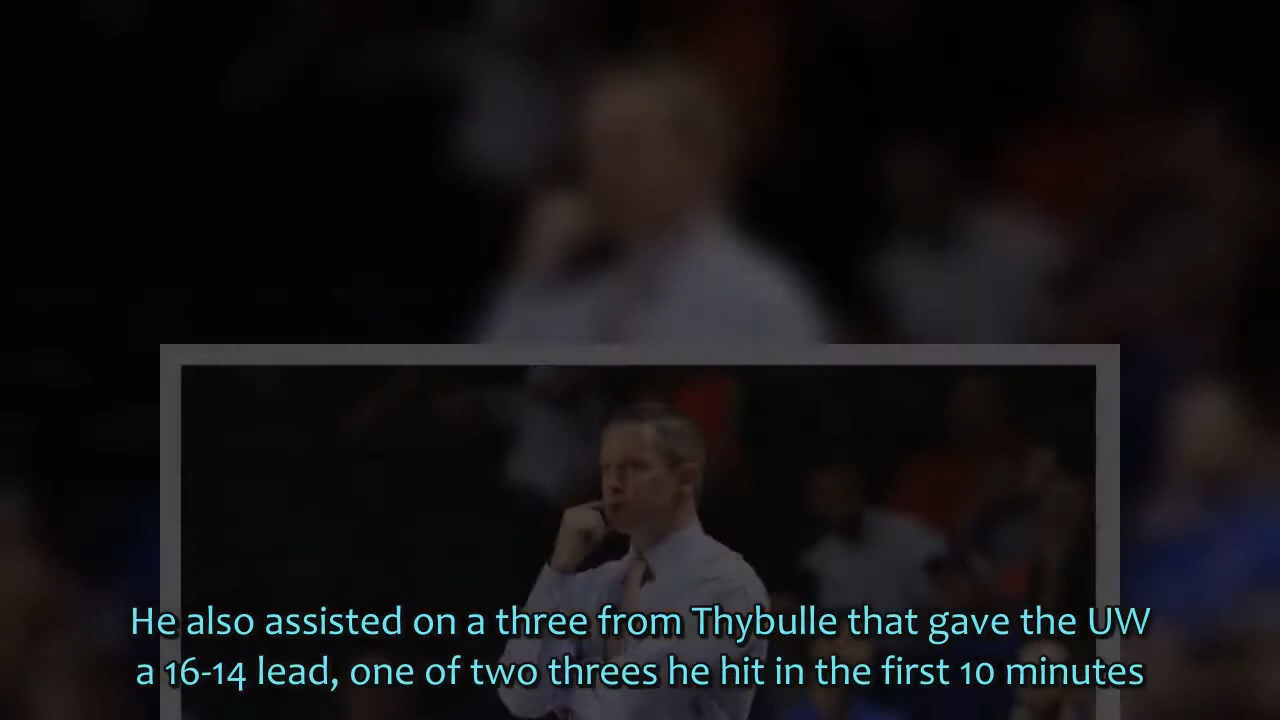 He also assisted on a three from Thybulle that gave the UW
a 16-14 lead, one of two threes he hit in the first 10 minutes